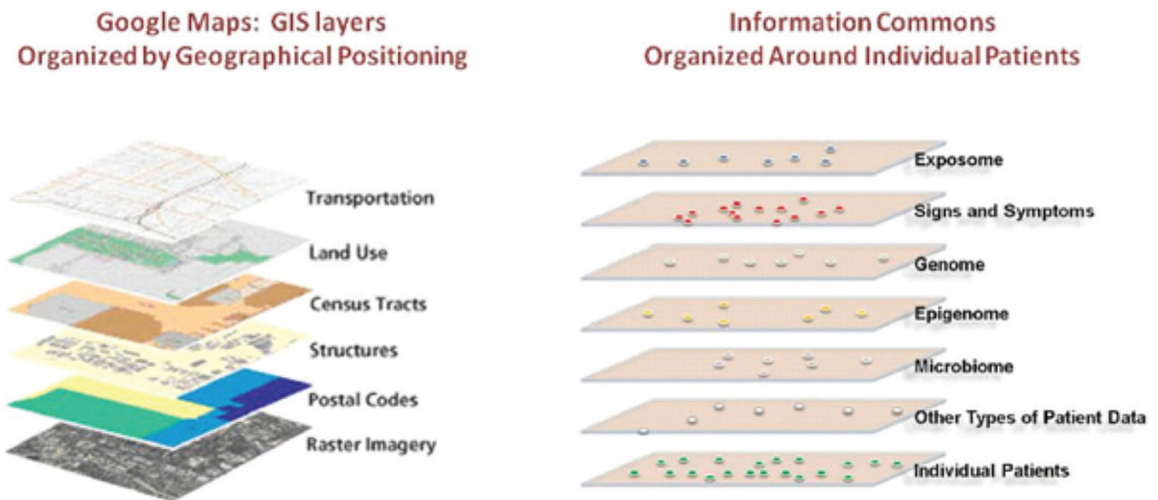 Google Maps: GIS layers
Organized by Geographical Positioning
Transportation
Land Use
Census Tracts
Structures
Postal Codes
Raster Imagery
Information Commons
Organized Around Individual Patients
Exposome
Signs and Symptoms
Genome
Epigenome
Microbiome
Other Types of Patient Data
Individual Patients